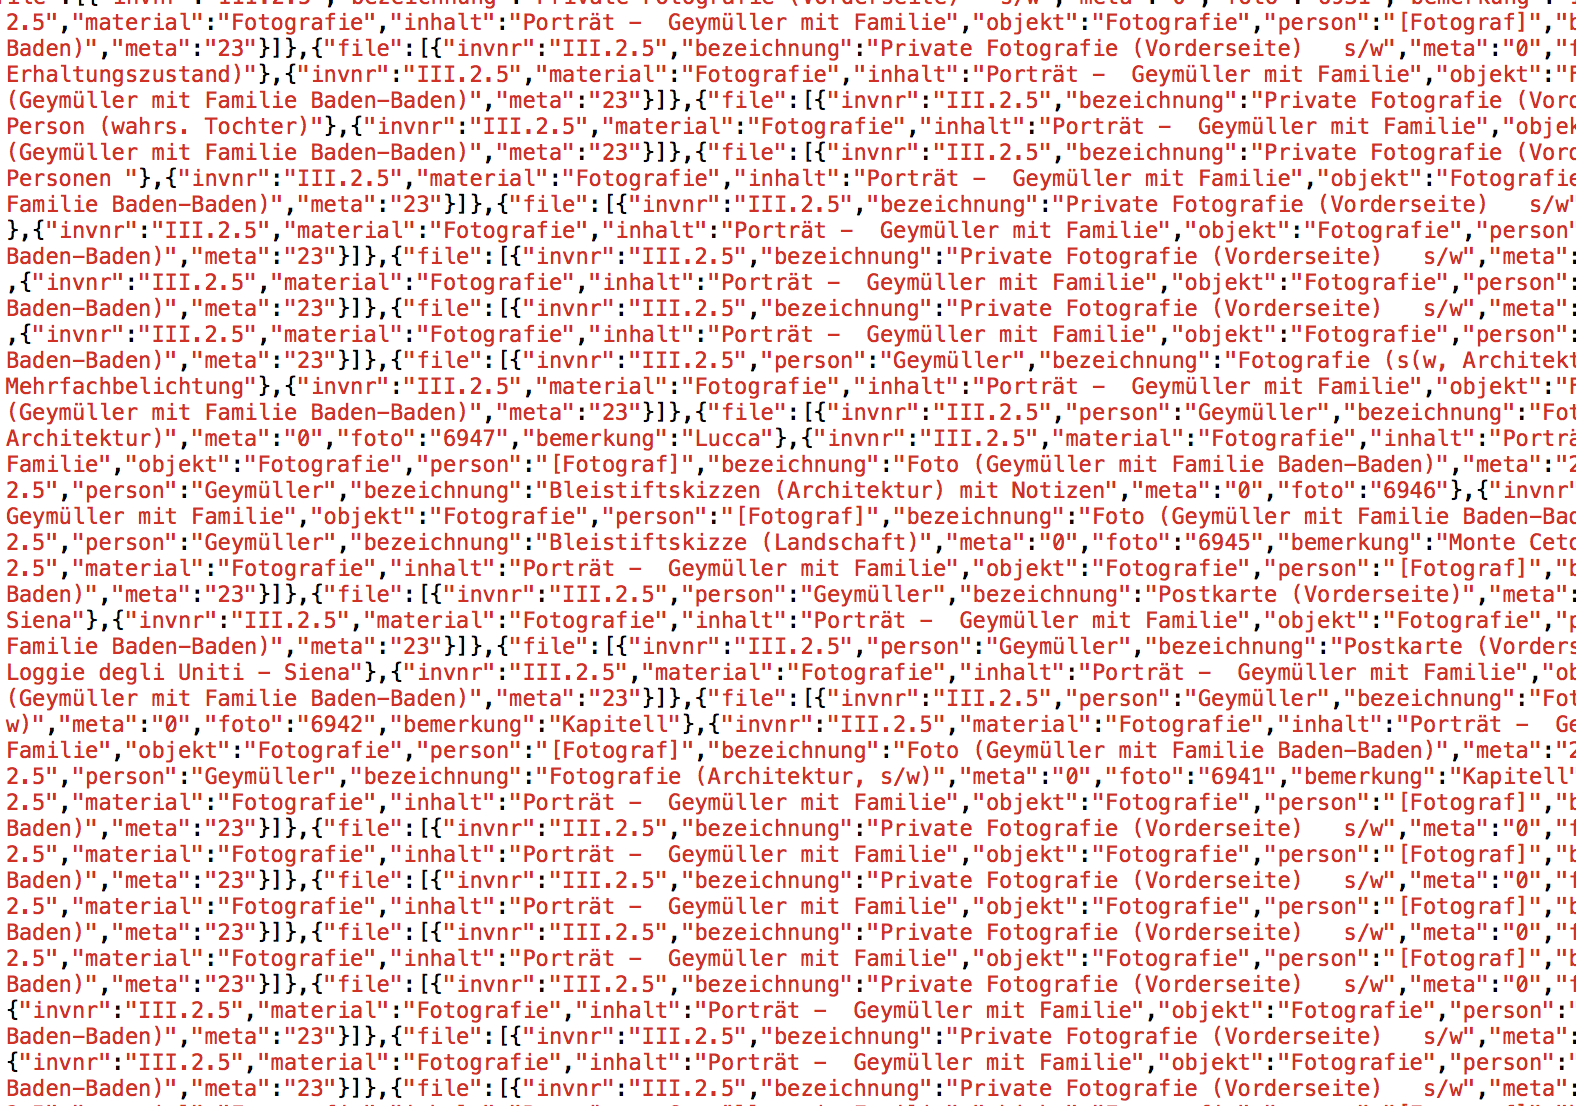 2.5","material":"Fotografie","inhalt":"Porträt –  Geymüller mit Familie","objekt":"Fotografie","person":"[Fotograf]","b
Baden)","meta":"23"}]},{"file":[{"invnr":"III.2.5","bezeichnung":"Private Fotografie (Vorderseite)   s/w","meta":"0","f
Erhaltungszustand)"},{"invnr":"III.2.5","material":"Fotografie","inhalt":"Porträt –  Geymüller mit Familie","objekt":"F
(Geymüller mit Familie Baden–Baden)","meta":"23"}]},{"file":[{"invnr":"III.2.5","bezeichnung":"Private Fotografie (Vord
Person (wahrs. Tochter)"},{"invnr":"III.2.5","material":"Fotografie","inhalt":"Porträt –  Geymüller mit Familie","objek
(Geymüller mit Familie Baden–Baden)","meta":"23"}]},{"file":[{"invnr":"III.2.5","bezeichnung":"Private Fotografie (Vord
Personen "},{"invnr":"III.2.5","material":"Fotografie","inhalt":"Porträt –  Geymüller mit Familie","objekt":"Fotografie
Familie Baden–Baden)","meta":"23"}]},{"file":[{"invnr":"III.2.5","bezeichnung":"Private Fotografie (Vorderseite)   s/w"
},{"invnr":"III.2.5","material":"Fotografie","inhalt":"Porträt –  Geymüller mit Familie","objekt":"Fotografie","person"
Baden–Baden)","meta":"23"}]},{"file":[{"invnr":"III.2.5","bezeichnung":"Private Fotografie (Vorderseite)   s/w","meta":
,{"invnr":"III.2.5","material":"Fotografie","inhalt":"Porträt –  Geymüller mit Familie","objekt":"Fotografie","person":
Baden–Baden)","meta":"23"}]},{"file":[{"invnr":"III.2.5","bezeichnung":"Private Fotografie (Vorderseite)   s/w","meta":
,{"invnr":"III.2.5","material":"Fotografie","inhalt":"Porträt –  Geymüller mit Familie","objekt":"Fotografie","person":
Baden–Baden)","meta":"23"}]},{"file":[{"invnr":"III.2.5","person":"Geymüller","bezeichnung":"Fotografie (s(w, Architekt
Mehrfachbelichtung"},{"invnr":"III.2.5","material":"Fotografie","inhalt":"Porträt –  Geymüller mit Familie","objekt":"F
(Geymüller mit Familie Baden–Baden)","meta":"23"}]},{"file":[{"invnr":"III.2.5","person":"Geymüller","bezeichnung":"Fot
Architektur)","meta":"0","foto":"6947","bemerkung":"Lucca"},{"invnr":"III.2.5","material":"Fotografie","inhalt":"Porträ
Familie","objekt":"Fotografie","person":"[Fotograf]","bezeichnung":"Foto (Geymüller mit Familie Baden–Baden)","meta":"2
2.5","person":"Geymüller","bezeichnung":"Bleistiftskizzen (Architektur) mit Notizen","meta":"0","foto":"6946"},{"invnr"
Geymüller mit Familie","objekt":"Fotografie","person":"[Fotograf]","bezeichnung":"Foto (Geymüller mit Familie Baden–Bad
2.5","person":"Geymüller","bezeichnung":"Bleistiftskizze (Landschaft)","meta":"0","foto":"6945","bemerkung":"Monte Ceto
2.5","material":"Fotografie","inhalt":"Porträt –  Geymüller mit Familie","objekt":"Fotografie","person":"[Fotograf]","b
Baden)","meta":"23"}]},{"file":[{"invnr":"III.2.5","person":"Geymüller","bezeichnung":"Postkarte (Vorderseite)","meta":
Siena"},{"invnr":"III.2.5","material":"Fotografie","inhalt":"Porträt –  Geymüller mit Familie","objekt":"Fotografie","p
Familie Baden–Baden)","meta":"23"}]},{"file":[{"invnr":"III.2.5","person":"Geymüller","bezeichnung":"Postkarte (Vorders
Loggie degli Uniti – Siena"},{"invnr":"III.2.5","material":"Fotografie","inhalt":"Porträt –  Geymüller mit Familie","ob
(Geymüller mit Familie Baden–Baden)","meta":"23"}]},{"file":[{"invnr":"III.2.5","person":"Geymüller","bezeichnung":"Fot
w)","meta":"0","foto":"6942","bemerkung":"Kapitell"},{"invnr":"III.2.5","material":"Fotografie","inhalt":"Porträt –  Ge
Familie","objekt":"Fotografie","person":"[Fotograf]","bezeichnung":"Foto (Geymüller mit Familie Baden–Baden)","meta":"2
2.5","person":"Geymüller","bezeichnung":"Fotografie (Architektur, s/w)","meta":"0","foto":"6941","bemerkung":"Kapitell"
2.5","material":"Fotografie","inhalt":"Porträt –  Geymüller mit Familie","objekt":"Fotografie","person":"[Fotograf]","b
Baden)","meta":"23"}]},{"file":[{"invnr":"III.2.5","bezeichnung":"Private Fotografie (Vorderseite)   s/w","meta":"0","f
2.5","material":"Fotografie","inhalt":"Porträt –  Geymüller mit Familie","objekt":"Fotografie","person":"[Fotograf]","b
Baden)","meta":"23"}]},{"file":[{"invnr":"III.2.5","bezeichnung":"Private Fotografie (Vorderseite)   s/w","meta":"0","f
2.5","material":"Fotografie","inhalt":"Porträt –  Geymüller mit Familie","objekt":"Fotografie","person":"[Fotograf]","b
Baden)","meta":"23"}]},{"file":[{"invnr":"III.2.5","bezeichnung":"Private Fotografie (Vorderseite)   s/w","meta":"0","f
2.5","material":"Fotografie","inhalt":"Porträt –  Geymüller mit Familie","objekt":"Fotografie","person":"[Fotograf]","b
Baden)","meta":"23"}]},{"file":[{"invnr":"III.2.5","bezeichnung":"Private Fotografie (Vorderseite)   s/w","meta":"0","f
{"invnr":"III.2.5","material":"Fotografie","inhalt":"Porträt –  Geymüller mit Familie","objekt":"Fotografie","person":"
Baden–Baden)","meta":"23"}]},{"file":[{"invnr":"III.2.5","bezeichnung":"Private Fotografie (Vorderseite)   s/w","meta":
{"invnr":"III.2.5","material":"Fotografie","inhalt":"Porträt –  Geymüller mit Familie","objekt":"Fotografie","person":"
Baden–Baden)","meta":"23"}]},{"file":[{"invnr":"III.2.5","bezeichnung":"Private Fotografie (Vorderseite)   s/w","meta":